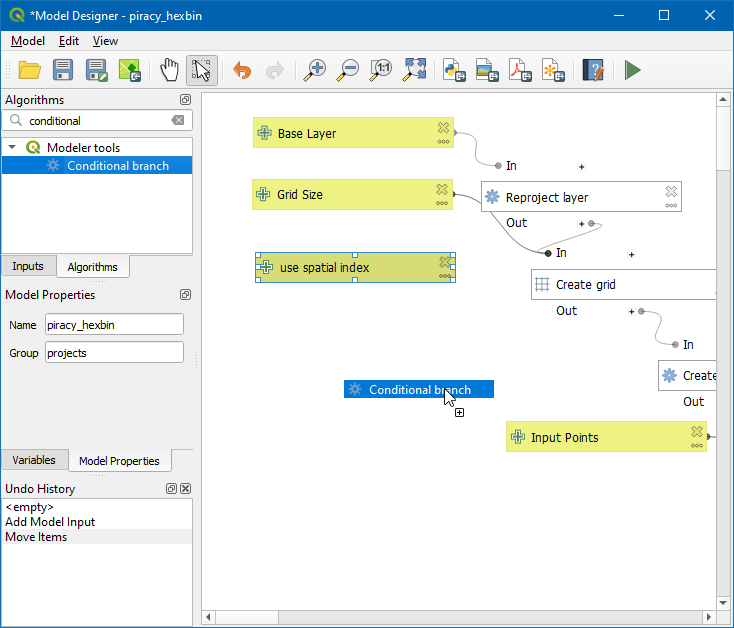 *Model Designer - piracy_hexbin
Model Edit View
1:1
Algorithms
conditional
Modeler tools
Conditional branch
Inputs Algorithms
Model Properties
Name piracy_hexbin
Group projects
Variables Model Properties
Undo History
<empty>
Add Model Input
Move Items
Base Layer
In +
Grid Size
Reproject layer
Out +
In +
use spatial index
Create grid
Out +
In
Create
Out
Conditional branch
Input Points